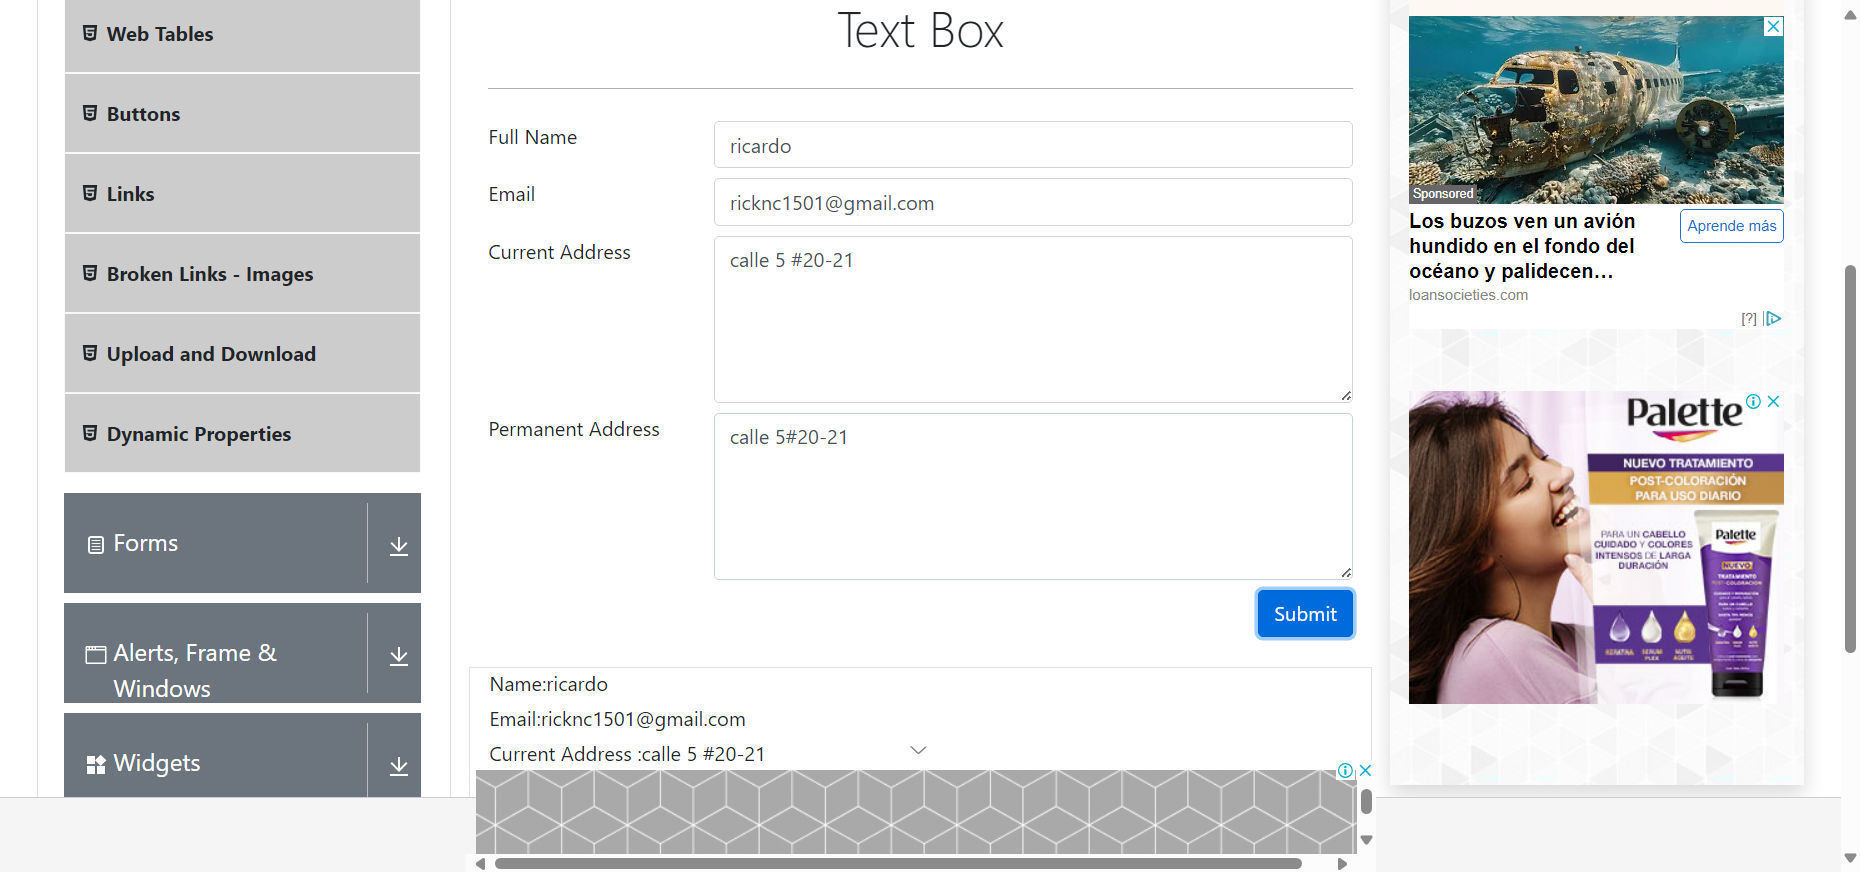 Web Tables
Buttons
Links
Broken Links - Images
Upload and Download
Dynamic Properties
Forms
Alerts, Frame &
Windows
Widgets
Text Box
Full Name
ricardo
Email
ricknc1501@gmail.com
Current Address
calle 5 #20-21
Permanent Address
calle 5#20-21
Submit
Name:ricardo
Email:ricknc1501@gmail.com
Current Address :calle 5 #20-21
Sponsored
Los buzos ven un avión
hundido en el fondo del
océano y palidecen...
Aprende más
loansocieties.com
[?]
Palette
NUEVO TRATAMIENTO
POST-COLORACIÓN
PARA USO DIARIO
PARA UN CABELLO
CUIDADO Y COLORES
INTENSOS DE LARGA
DURACIÓN
Palette
NUEVO
TRATAMIENTO
POST-COLORACION
KERATINA
SERUM
PLEX
NUTRI
ACEITE